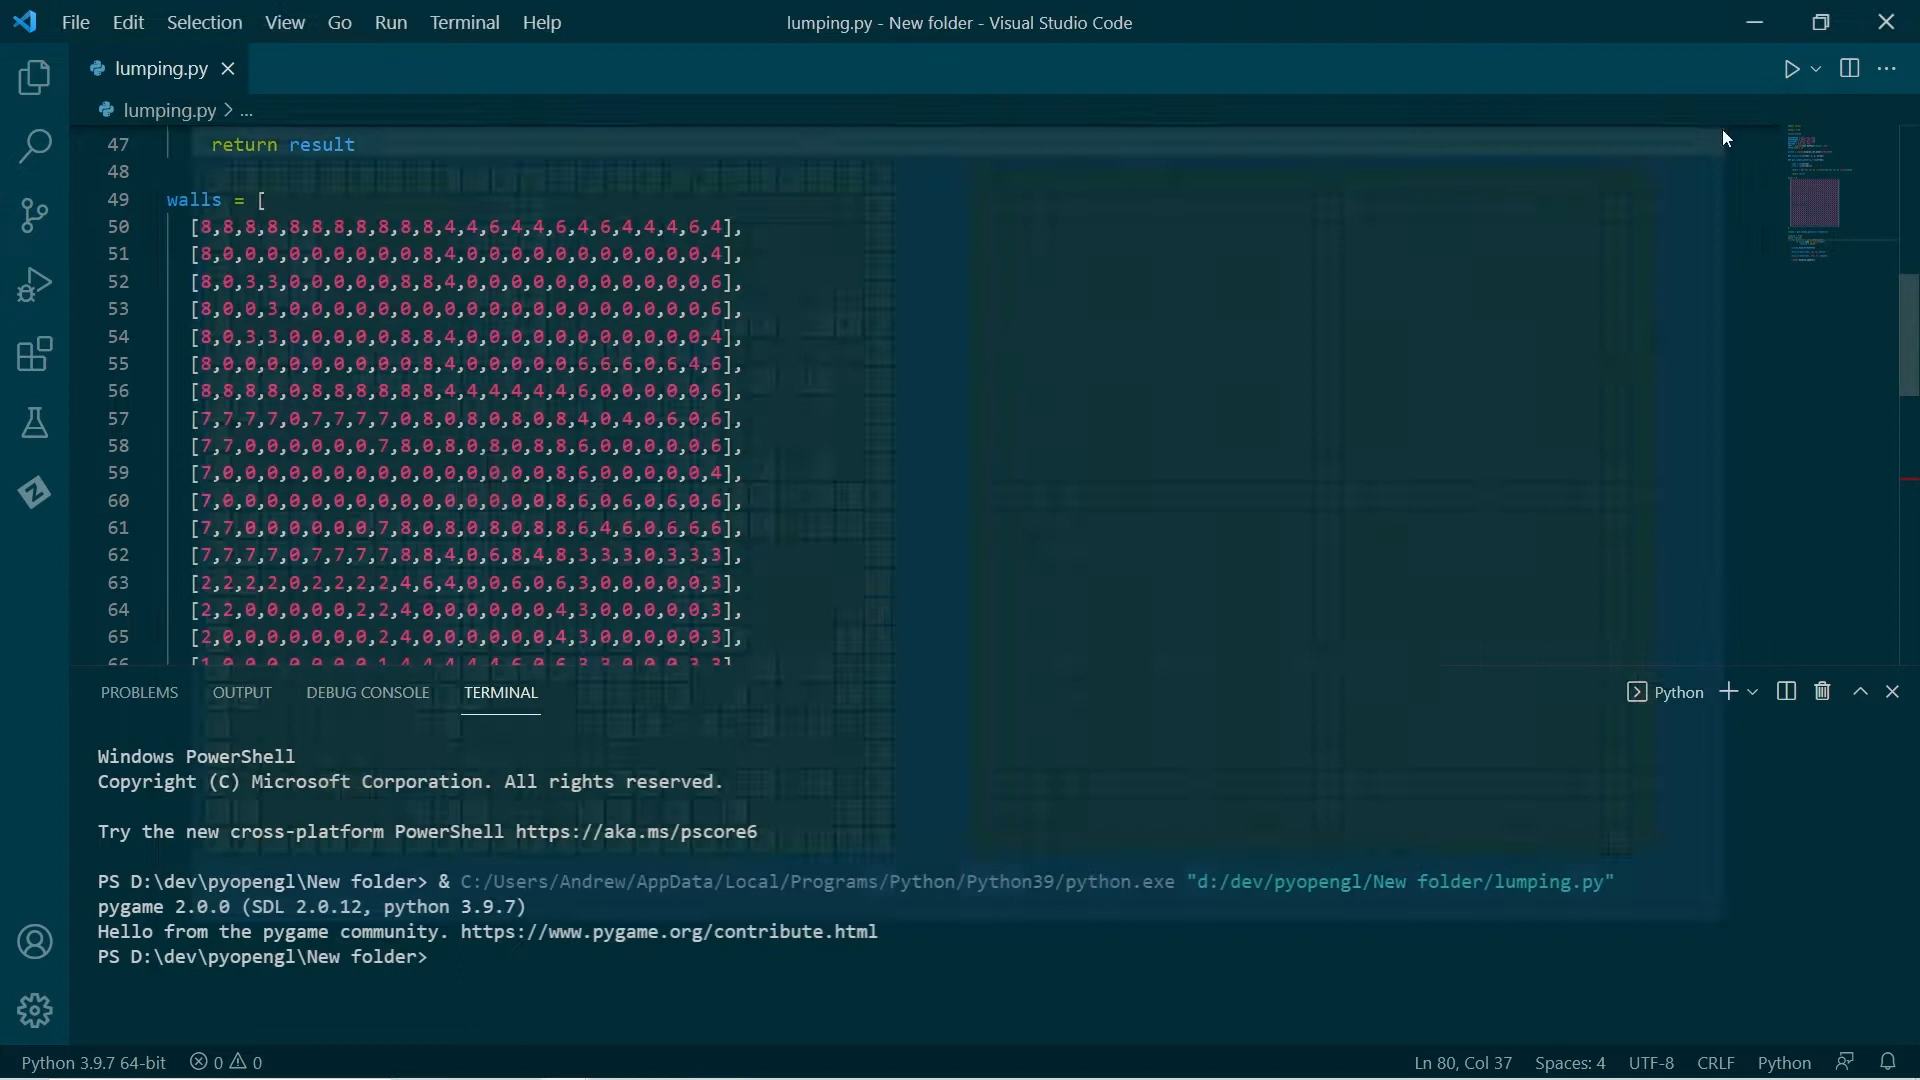 File Edit Selection View Go Run Terminal Help
lumping.py - New folder - Visual Studio Code
lumping.py
lumping.py > ...
47 return result
48
49 walls = [
50 [8,8,8,8,8,8,8,8,8,8,8,4,4,6,4,4,6,4,6,4,4,4,6,4],
51 [8,0,0,0,0,0,0,0,0,0,8,4,0,0,0,0,0,0,0,0,0,0,0,4],
52 [8,0,3,3,0,0,0,0,0,8,8,4,0,0,0,0,0,0,0,0,0,0,0,6],
53 [8,0,0,3,0,0,0,0,0,0,0,0,0,0,0,0,0,0,0,0,0,0,0,6],
54 [8,0,3,3,0,0,0,0,0,8,8,4,0,0,0,0,0,0,0,0,0,0,0,4],
55 [8,0,0,0,0,0,0,0,0,0,8,4,0,0,0,0,0,6,6,6,0,6,4,6],
56 [8,8,8,8,0,8,8,8,8,8,8,4,4,4,4,4,4,6,0,0,0,0,0,6],
57 [7,7,7,7,0,7,7,7,7,0,8,0,8,0,8,0,8,4,0,4,0,6,0,6],
58 [7,7,0,0,0,0,0,0,7,8,0,8,0,8,0,8,8,6,0,0,0,0,0,6],
59 [7,0,0,0,0,0,0,0,0,0,0,0,0,0,0,0,8,6,0,0,0,0,0,4],
60 [7,0,0,0,0,0,0,0,0,0,0,0,0,0,0,0,8,6,0,6,0,6,0,6],
61 [7,7,0,0,0,0,0,0,7,8,0,8,0,8,0,8,8,6,4,6,0,6,6,6],
62 [7,7,7,7,0,7,7,7,7,8,8,4,0,6,8,4,8,3,3,3,0,3,3,3],
63 [2,2,2,2,0,2,2,2,2,4,6,4,0,0,6,0,6,3,0,0,0,0,0,3],
64 [2,2,0,0,0,0,0,2,2,4,0,0,0,0,0,0,4,3,0,0,0,0,0,3],
65 [2,0,0,0,0,0,0,0,2,4,0,0,0,0,0,0,4,3,0,0,0,0,0,3],
66 [1,0,0,0,0,0,0,0,1,4,4,4,4,4,6,0,6,3,3,0,0,0,3,3],
PROBLEMS OUTPUT DEBUG CONSOLE TERMINAL
Python
Windows PowerShell
Copyright (C) Microsoft Corporation. All rights reserved.
Try the new cross-platform PowerShell https://aka.ms/pscore6
PS D:\dev\pyopengl\New folder> & C:/Users/Andrew/AppData/Local/Programs/Python/Python39/python.exe "d:/dev/pyopengl/New folder/lumping.py"
pygame 2.0.0 (SDL 2.0.12, python 3.9.7)
Hello from the pygame community. https://www.pygame.org/contribute.html
PS D:\dev\pyopengl\New folder>
Python 3.9.7 64-bit 0 0 Ln 80, Col 37 Spaces: 4 UTF-8 CRLF Python